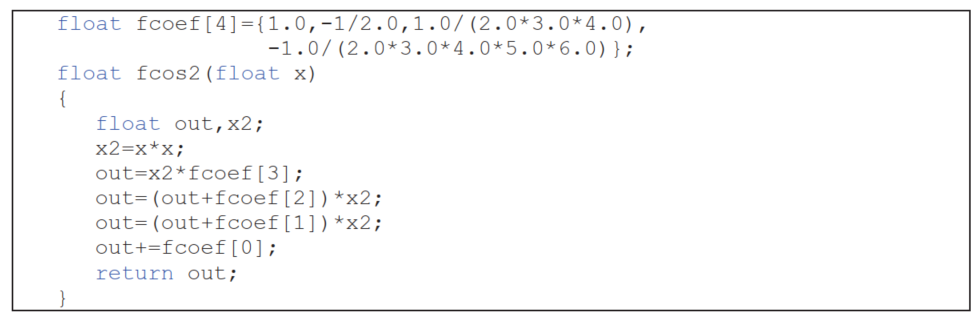 float fcoef[4]={1.0,-1/2.0,1.0/(2.0*3.0*4.0),
-1.0/(2.0*3.0*4.0*5.0*6.0)};
float fcos2(float x)
{
float out,x2;
x2=x*x;
out=x2*fcoef[3];
out=(out+fcoef[2])*x2;
out=(out+fcoef[1])*x2;
out+=fcoef[0];
return out;
}